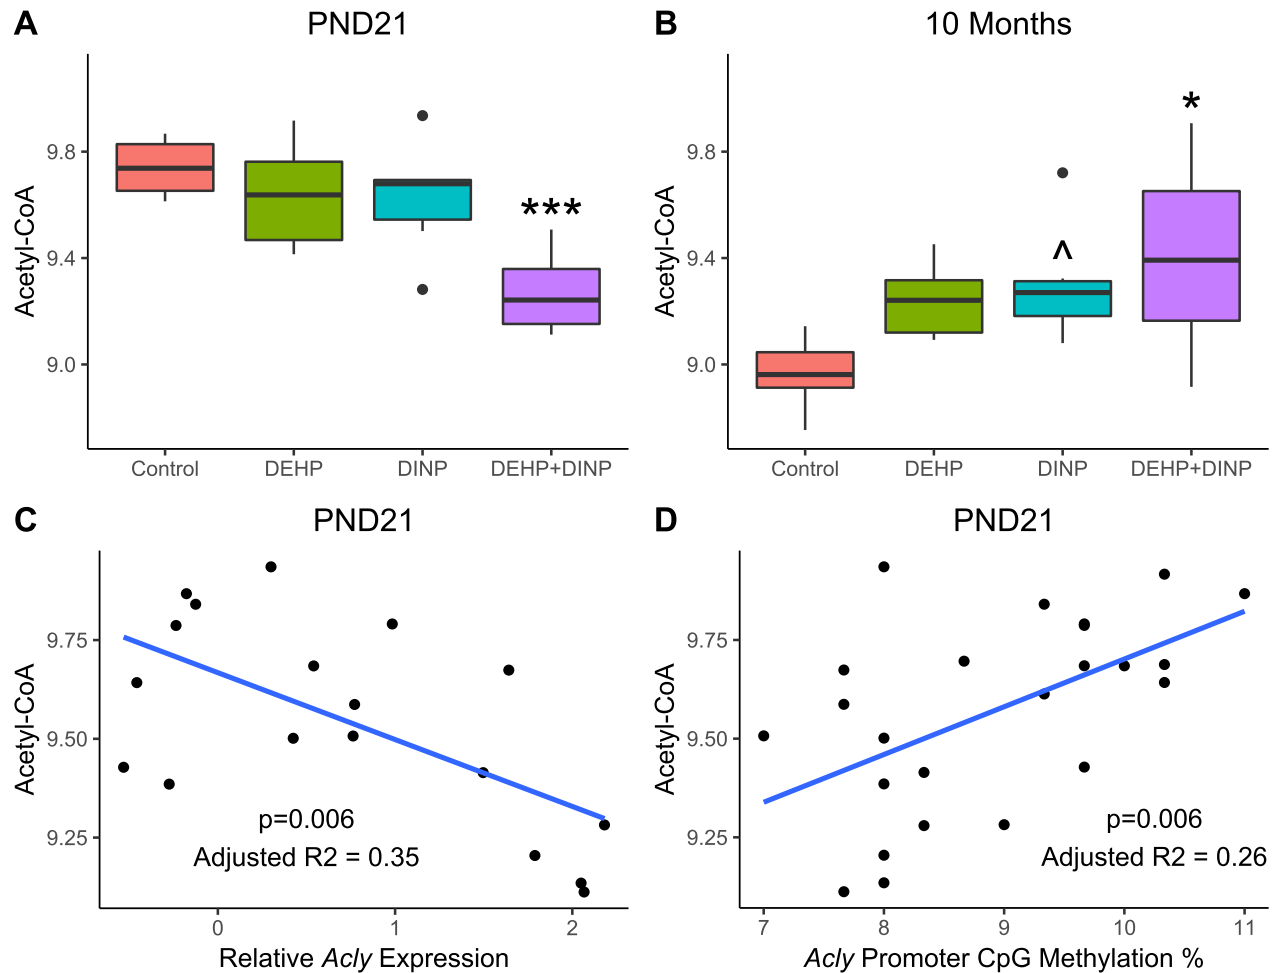 A
PND21
Acetyl-CoA
9.8
9.4
9.0
***
Control
DEHP
DINP
DEHP+DINP
B
10 Months
Acetyl-CoA
9.8
9.4
9.0
^
*
Control
DEHP
DINP
DEHP+DINP
C
PND21
Acetyl-CoA
9.75
9.50
9.25
p=0.006
Adjusted R2 = 0.35
0
1
2
Relative Acly Expression
D
PND21
Acetyl-CoA
9.75
9.50
9.25
p=0.006
Adjusted R2 = 0.26
7
8
9
10
11
Acly Promoter CpG Methylation %